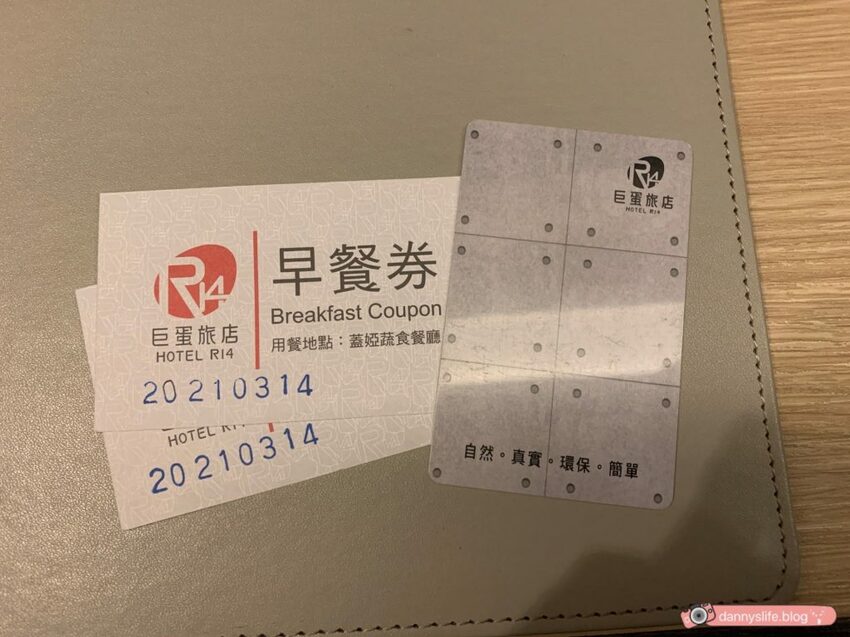 R14
巨蛋旅店
HOTEL R14
早餐券
Breakfast Coupon
用餐地點：蓋婭蔬食餐廳
20210314
HOTEL R14
20210314
R14
巨蛋旅店
HOTEL R14
自然。真實。環保。簡單
dannyslife.blog